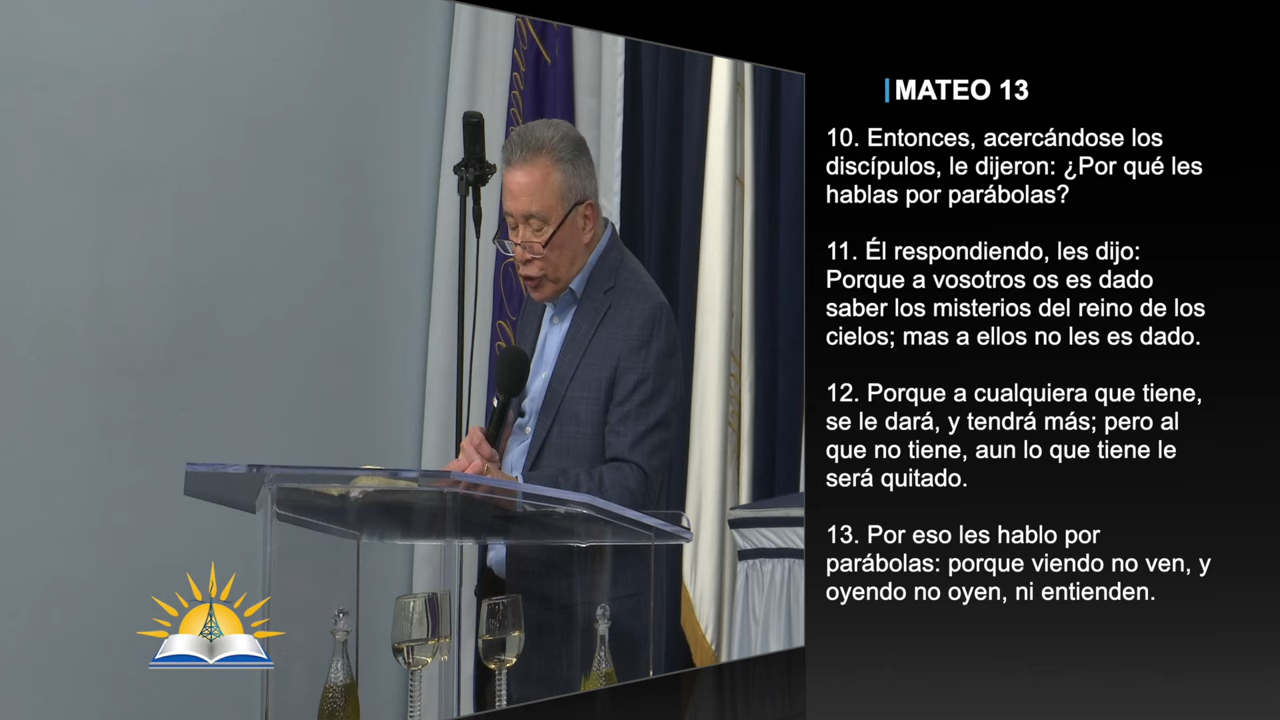 MATEO 13
10. Entonces, acercándose los
discípulos, le dijeron: ¿Por qué les
hablas por parábolas?
11. Él respondiendo, les dijo:
Porque a vosotros os es dado
saber los misterios del reino de los
cielos; mas a ellos no les es dado.
12. Porque a cualquiera que tiene,
se le dará, y tendrá más; pero al
que no tiene, aun lo que tiene le
será quitado.
13. Por eso les hablo por
parábolas: porque viendo no ven, y
oyendo no oyen, ni entienden.